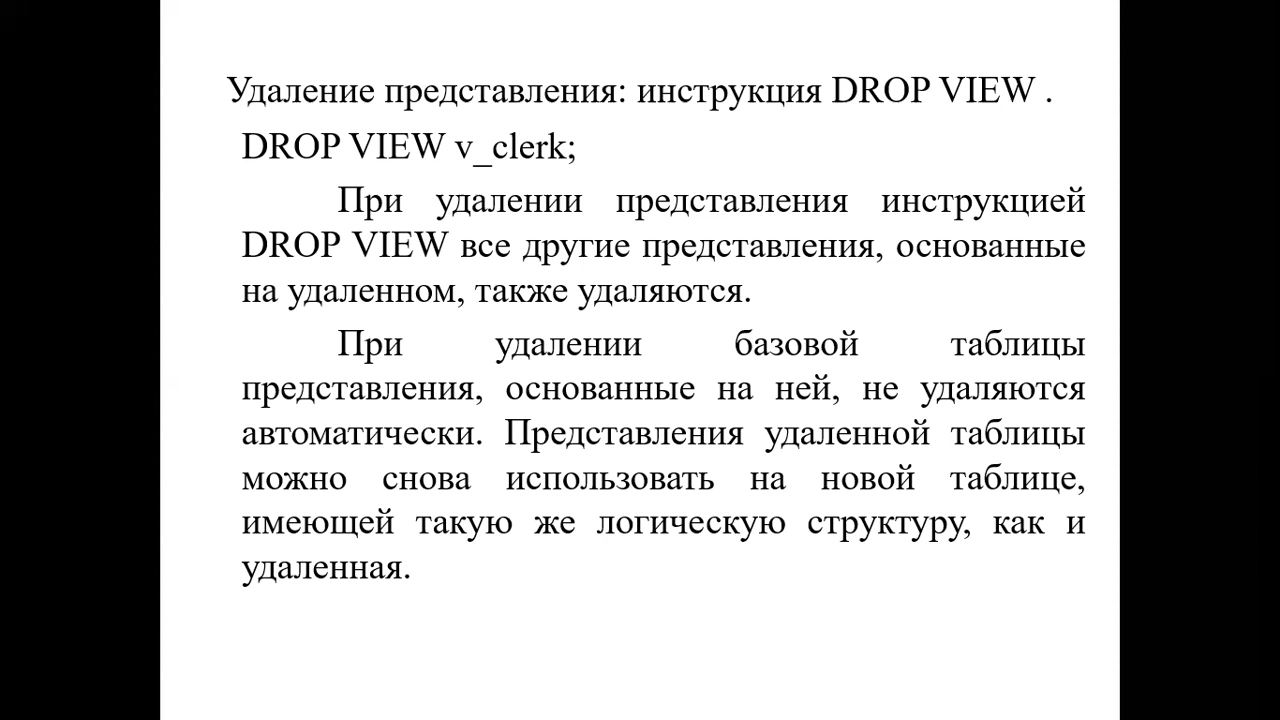 Удаление представления: инструкция DROP VIEW .
DROP VIEW v_clerk;
При удалении представления инструкцией
DROP VIEW все другие представления, основанные
на удаленном, также удаляются.
При удалении базовой таблицы
представления, основанные на ней, не удаляются
автоматически. Представления удаленной таблицы
можно снова использовать на новой таблице,
имеющей такую же логическую структуру, как и
удаленная.